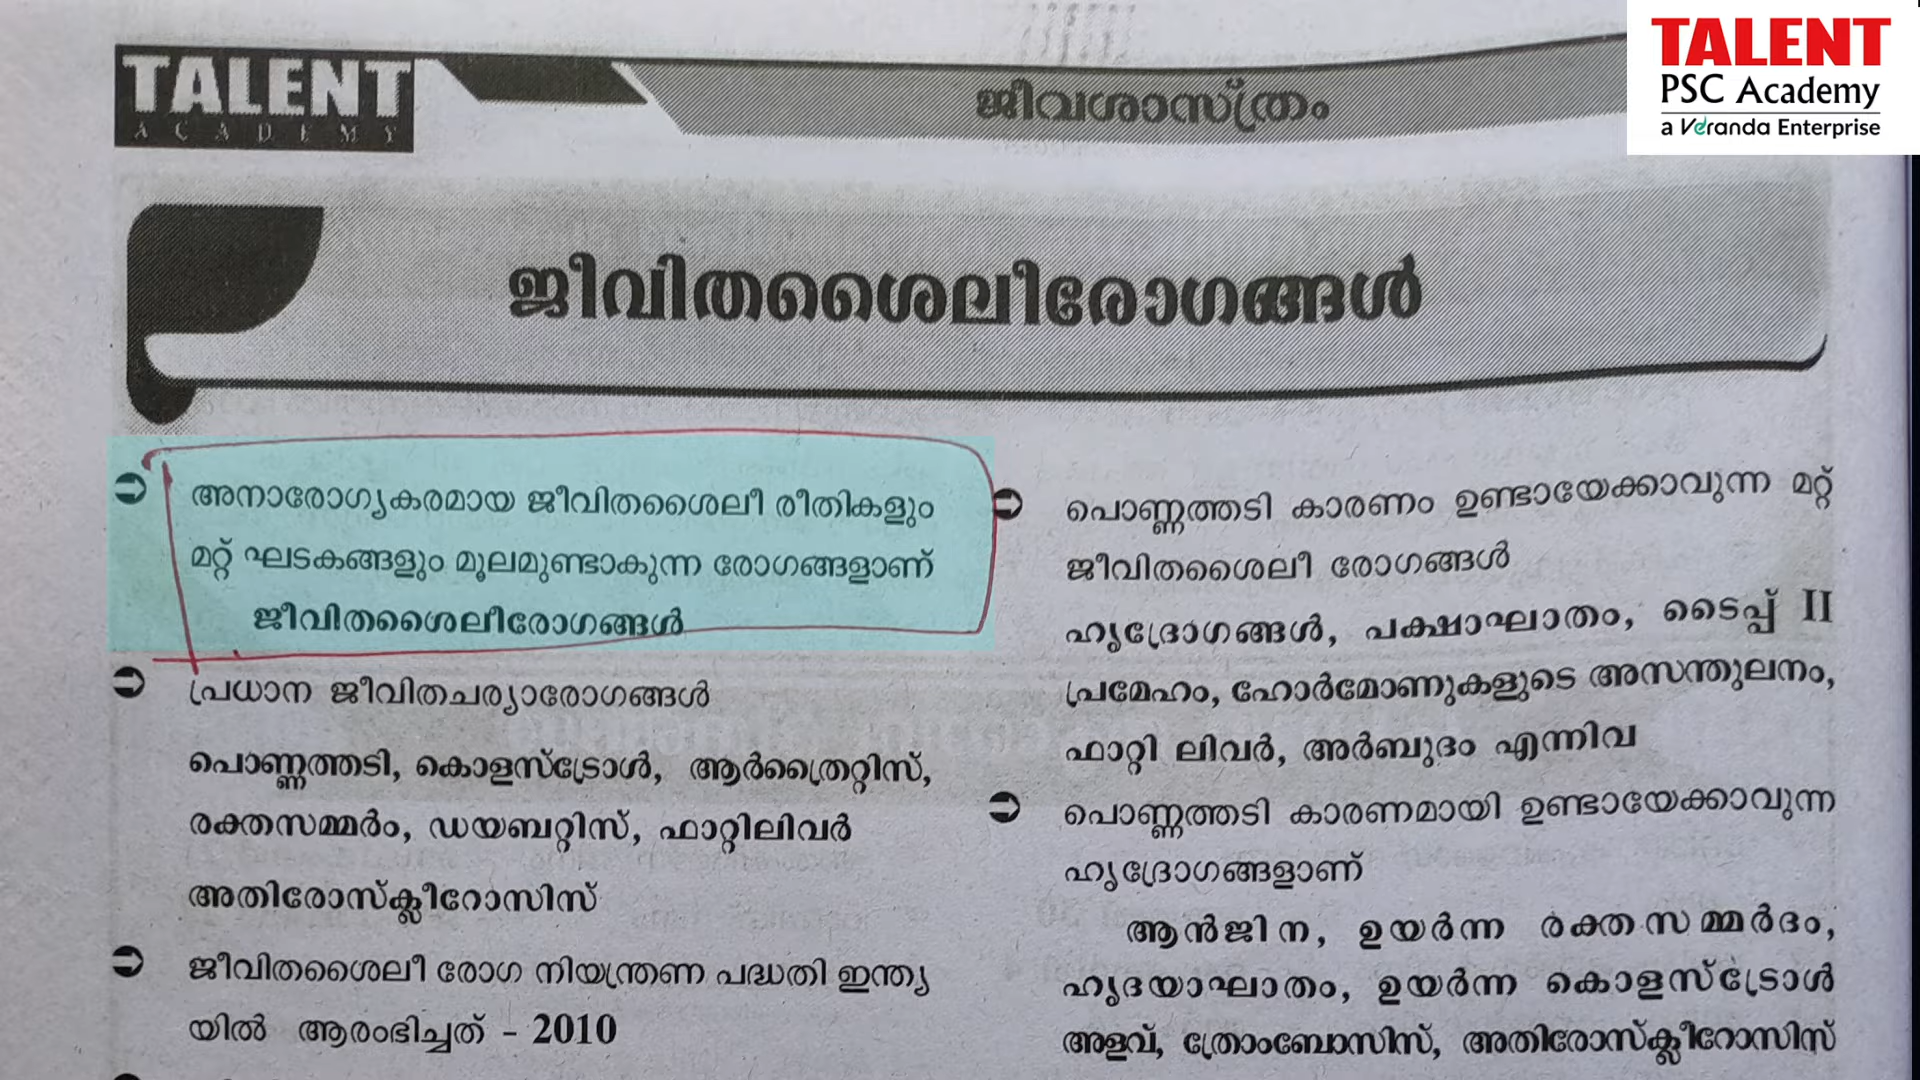 TALENT
ACADEMY
ജീവശാസ്ത്രം
TALENT
PSC Academy
a Veranda Enterprise
ജീവിതശൈലീരോഗങ്ങൾ
അനാരോഗ്യകരമായ ജീവിതശൈലീ രീതികളും
മറ്റ് ഘടകങ്ങളും മൂലമുണ്ടാകുന്ന രോഗങ്ങളാണ്
ജീവിതശൈലീരോഗങ്ങൾ
പ്രധാന ജീവിതചര്യാരോഗങ്ങൾ
പൊണ്ണത്തടി, കൊളസ്ട്രോൾ, ആർത്രൈറ്റിസ്,
രക്തസമ്മർദം, ഡയബറ്റിസ്, ഫാറ്റിലിവർ
അതിരോസ്ക്ലീറോസിസ്
ജീവിതശൈലീ രോഗ നിയന്ത്രണ പദ്ധതി ഇന്ത്യ
യിൽ ആരംഭിച്ചത് - 2010
പൊണ്ണത്തടി കാരണം ഉണ്ടായേക്കാവുന്ന മറ്റ്
ജീവിതശൈലീ രോഗങ്ങൾ
ഹൃദ്രോഗങ്ങൾ, പക്ഷാഘാതം, ടൈപ്പ് II
പ്രമേഹം, ഹോർമോണുകളുടെ അസന്തുലനം,
ഫാറ്റി ലിവർ, അർബുദം എന്നിവ
പൊണ്ണത്തടി കാരണമായി ഉണ്ടായേക്കാവുന്ന
ഹൃദ്രോഗങ്ങളാണ്
ആൻജിന, ഉയർന്ന രക്തസമ്മർദം,
ഹൃദയാഘാതം, ഉയർന്ന കൊളസ്ട്രോൾ
അളവ്, ത്രോംബോസിസ്, അതിരോസ്ക്ലീറോസിസ്